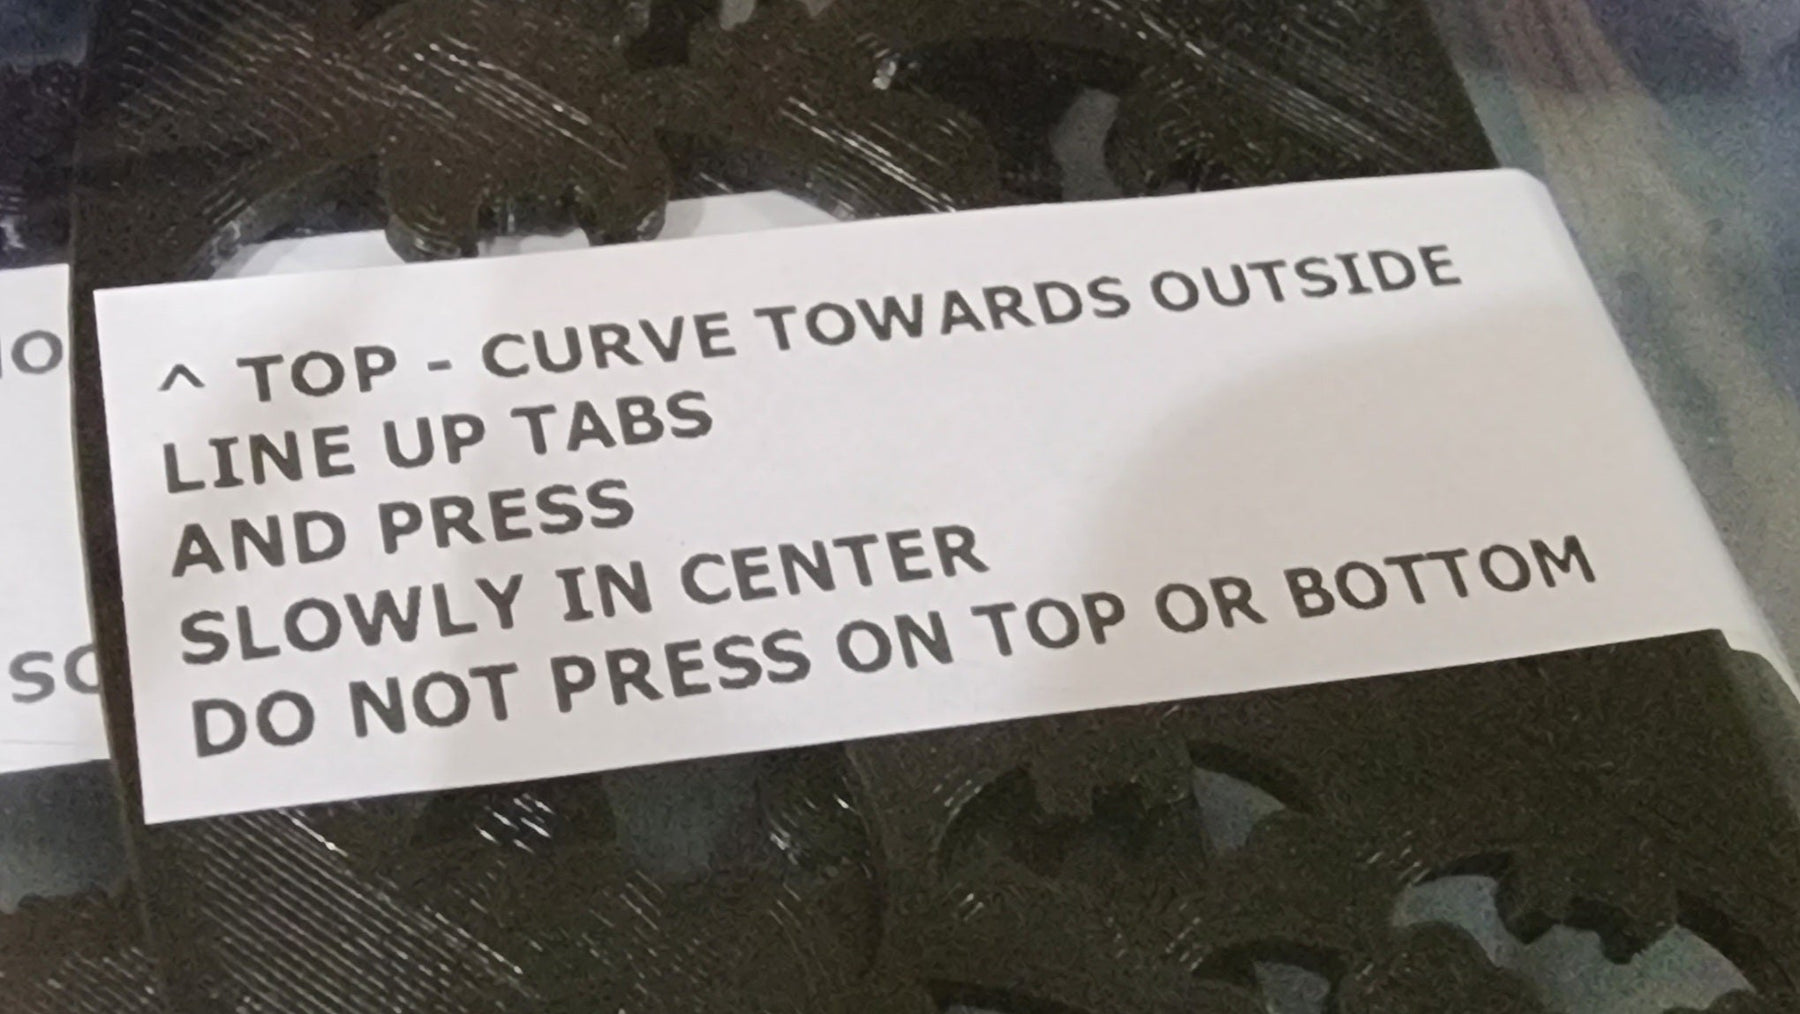 ^ TOP - CURVE TOWARDS OUTSIDE
LINE UP TABS
AND PRESS
SLOWLY IN CENTER
DO NOT PRESS ON TOP OR BOTTOM